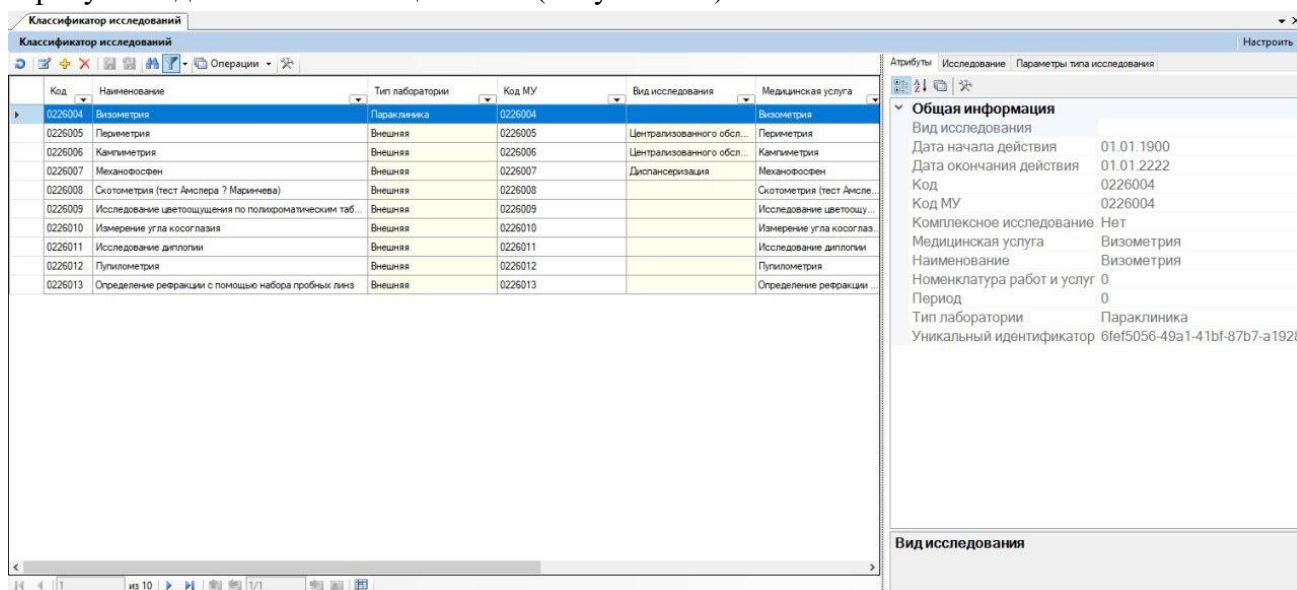 Классификатор исследований
Классификатор исследований
Настроить
Операции
Атрибуты Исследование Параметры типа исследования
Код Наименование Тип лаборатории Код МУ Вид исследования Медицинская услуга
0226004 Визометрия Параклиника 0226004 Визометрия
0226005 Периметрия Внешняя 0226005 Централизованного обсл... Периметрия
0226006 Кампиметрия Внешняя 0226006 Централизованного обсл... Кампиметрия
0226007 Механофосфен Внешняя 0226007 Диспансеризация Механофосфен
0226008 Скотометрия (тест Амслера ? Маринчева) Внешняя 0226008 Скотометрия (тест Амсле...
0226009 Исследование цветоощущения по полихроматическим таб... Внешняя 0226009 Исследование цветоощу...
0226010 Измерение угла косоглазия Внешняя 0226010 Измерение угла косоглаз...
0226011 Исследование диплопии Внешняя 0226011 Исследование диплопии
0226012 Пупилометрия Внешняя 0226012 Пупилометрия
0226013 Определение рефракции с помощью набора пробных линз Внешняя 0226013 Определение рефракции ...
Общая информация
Вид исследования
Дата начала действия 01.01.1900
Дата окончания действия 01.01.2222
Код 0226004
Код МУ 0226004
Комплексное исследование Нет
Медицинская услуга Визометрия
Наименование Визометрия
Номенклатура работ и услуг 0
Период 0
Тип лаборатории Параклиника
Уникальный идентификатор 6fef5056-49a1-41bf-87b7-a1928
Вид исследования
1 из 10 1/1